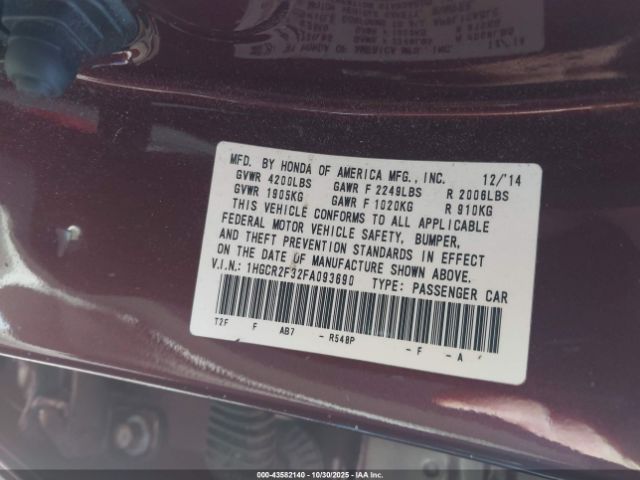 MFD. BY HONDA OF AMERICA MFG., INC. 12/'14
GVWR 4200LBS GAWR F 2249LBS R 2006LBS
GVWR 1905KG GAWR F 1020KG R 910KG
THIS VEHICLE CONFORMS TO ALL APPLICABLE
FEDERAL MOTOR VEHICLE SAFETY, BUMPER,
AND THEFT PREVENTION STANDARDS IN EFFECT
ON THE DATE OF MANUFACTURE SHOWN ABOVE.
V.I.N.: 1HGCR2F32FA093690 TYPE: PASSENGER CAR
T2F F AB7 - R548P - F - A
000-43582140 - 10/30/2025 - IAA Inc.